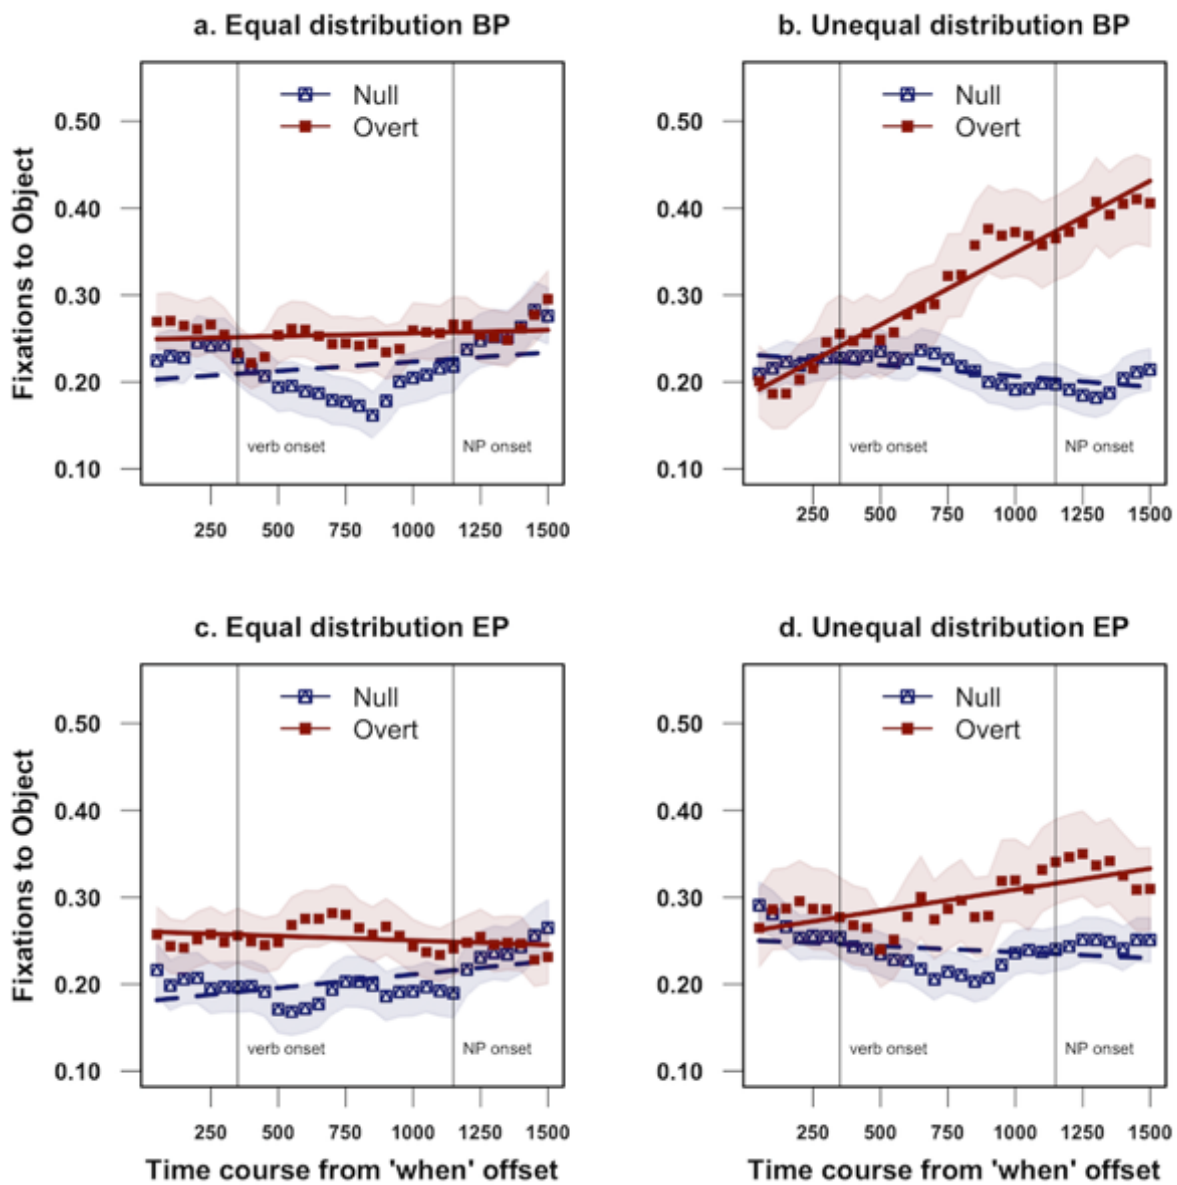 a. Equal distribution BP
Fixations to Object
0.50
0.40
0.30
0.20
0.10
Null
Overt
verb onset
NP onset
250 500 750 1000 1250 1500
b. Unequal distribution BP
0.50
0.40
0.30
0.20
0.10
Null
Overt
verb onset
NP onset
250 500 750 1000 1250 1500
c. Equal distribution EP
Fixations to Object
0.50
0.40
0.30
0.20
0.10
Null
Overt
verb onset
NP onset
250 500 750 1000 1250 1500
Time course from 'when' offset
d. Unequal distribution EP
0.50
0.40
0.30
0.20
0.10
Null
Overt
verb onset
NP onset
250 500 750 1000 1250 1500
Time course from 'when' offset